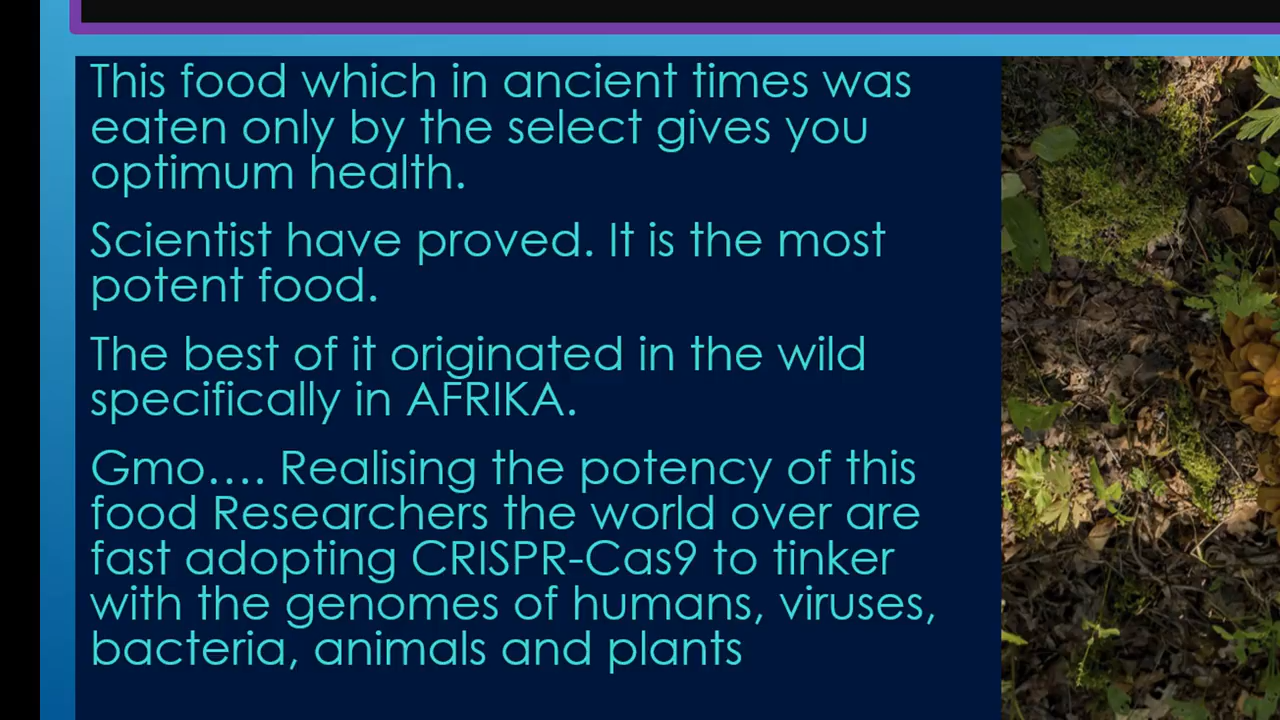 This food which in ancient times was
eaten only by the select gives you
optimum health.
Scientist have proved. It is the most
potent food.
The best of it originated in the wild
specifically in AFRIKA.
Gmo.... Realising the potency of this
food Researchers the world over are
fast adopting CRISPR-Cas9 to tinker
with the genomes of humans, viruses,
bacteria, animals and plants